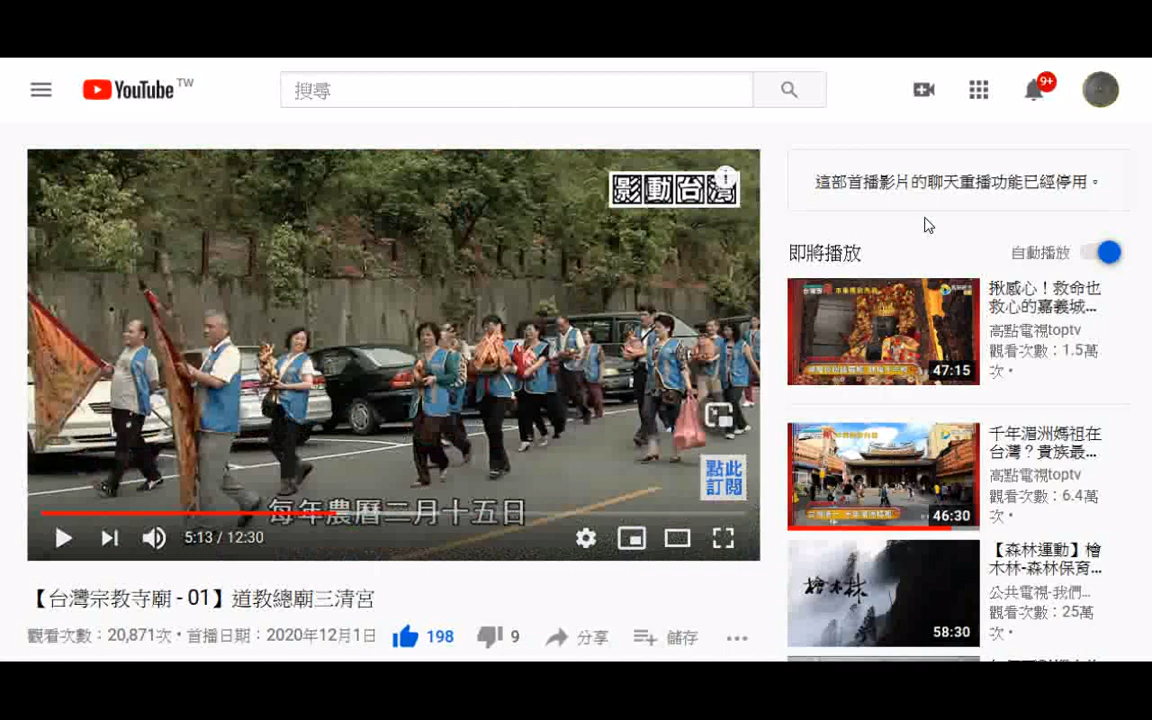 YouTube TW
搜尋
9+
影動台灣
這部首播影片的聊天重播功能已經停用。
即將播放
自動播放
揪感心！救命也
救心的嘉義城...
高點電視toptv
觀看次數：1.5萬
次・
47:15
千年湄洲媽祖在
台灣？貴族最...
高點電視toptv
觀看次數：6.4萬
次・
46:30
點此
訂閱
每年農曆二月十五日
5:13 / 12:30
【森林運動】檜
木林-森林保育...
公共電視-我們...
觀看次數：25萬
次・
檜木林
58:30
【台灣宗教寺廟 - 01】道教總廟三清宮
觀看次數：20,871次・首播日期：2020年12月1日
198
9
分享
儲存